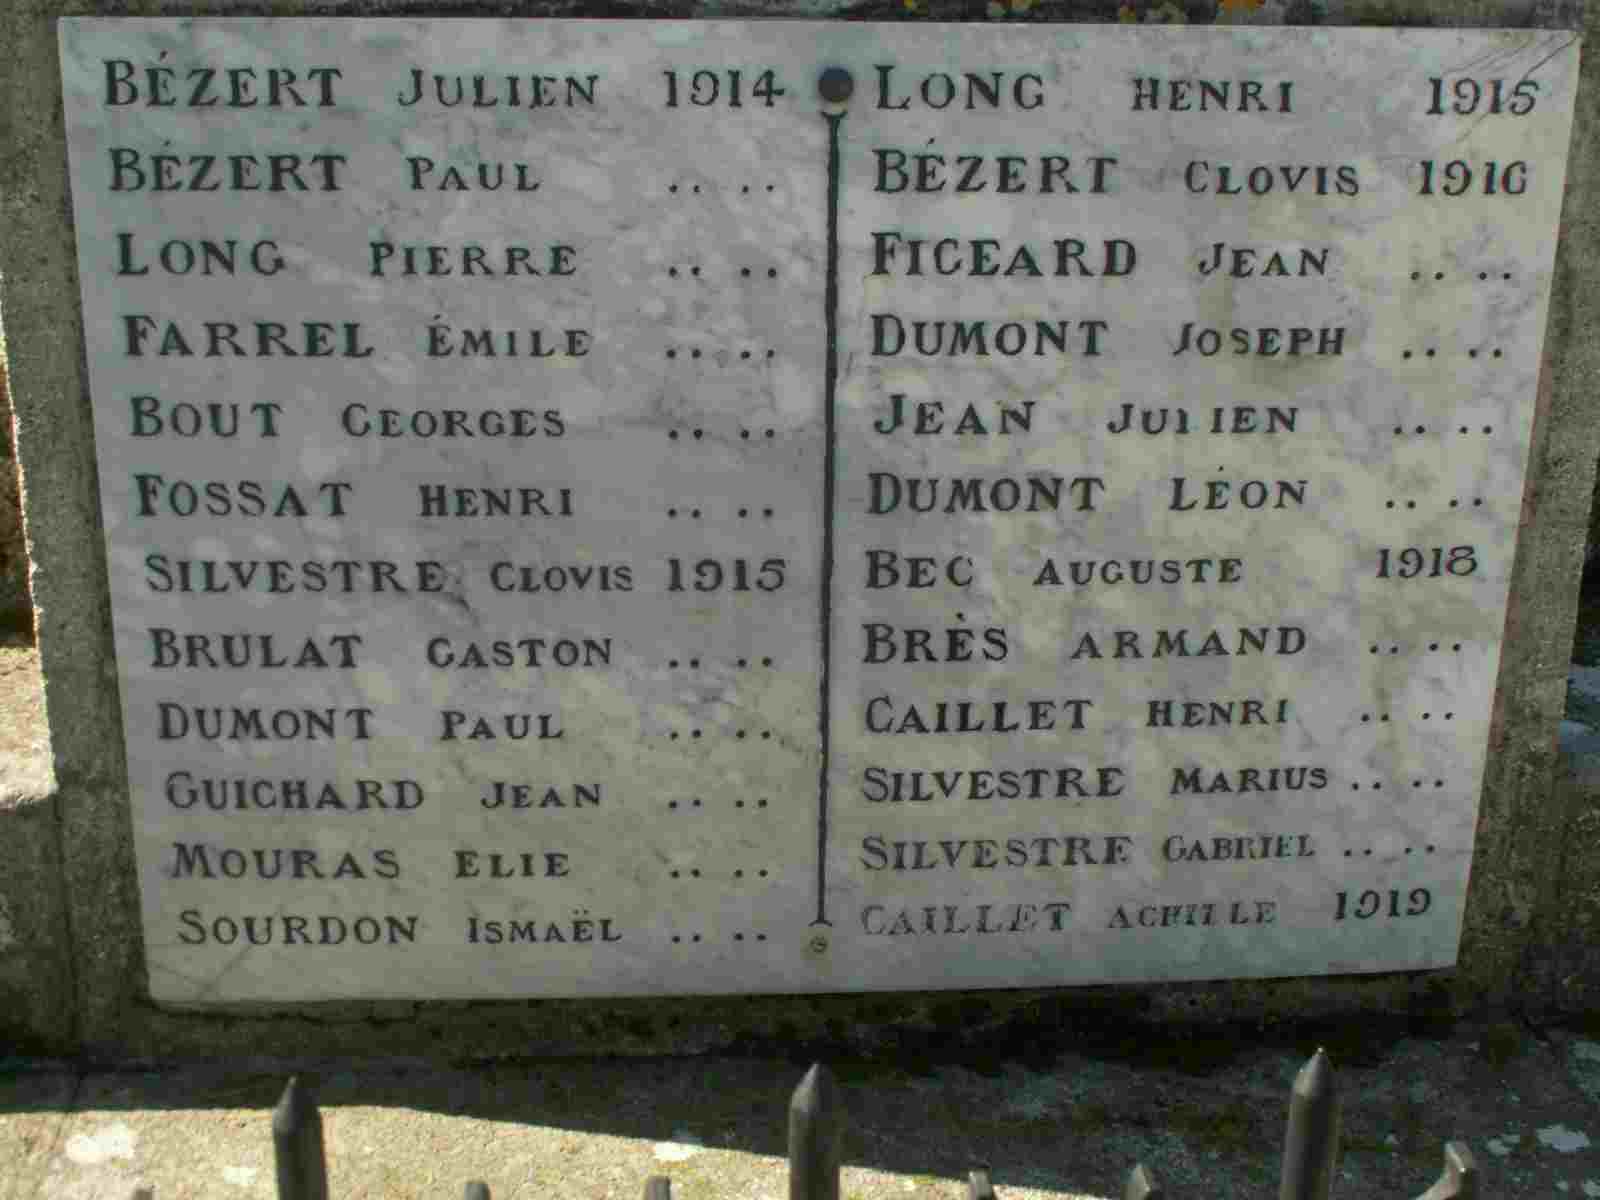 BÉZERT JULIEN 1914
BÉZERT PAUL .. ..
LONG PIERRE .. ..
FARREL ÉMILE .. ..
BOUT GEORGES .. ..
FOSSAT HENRI .. ..
SILVESTRE CLOVIS 1915
BRULAT GASTON .. ..
DUMONT PAUL .. ..
GUICHARD JEAN .. ..
MOURAS ELIE .. ..
SOURDON ISMAËL .. ..
LONG HENRI 1915
BÉZERT CLOVIS 1916
FIGEARD JEAN .. ..
DUMONT JOSEPH .. ..
JEAN JULIEN .. ..
DUMONT LÉON .. ..
BEC AUGUSTE 1918
BRÈS ARMAND .. ..
CAILLET HENRI .. ..
SILVESTRE MARIUS .. ..
SILVESTRE GABRIEL .. ..
CAILLET ACHILLE 1919